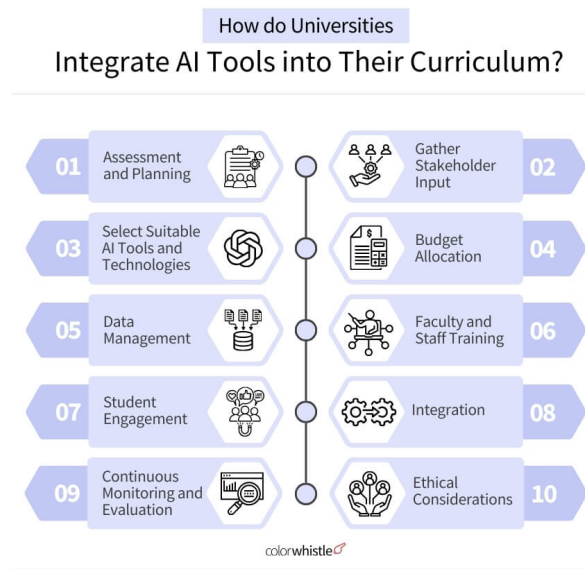 How do Universities
Integrate AI Tools into Their Curriculum?
01
Assessment
and Planning
Gather
Stakeholder
Input
02
03
Select Suitable
AI Tools and
Technologies
$
Budget
Allocation
04
05
Data
Management
Faculty and
Staff Training
06
07
Student
Engagement
Integration
08
09
Continuous
Monitoring and
Evaluation
Ethical
Considerations
10
colorwhistle